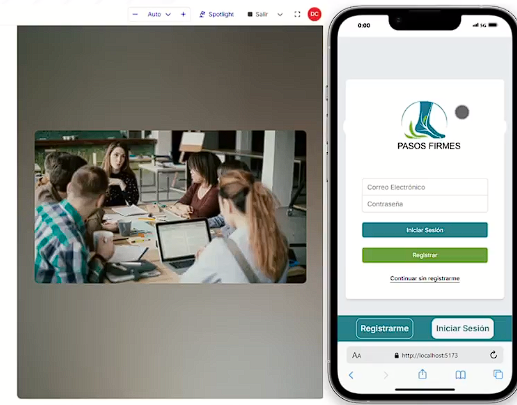 − Auto + Spotlight Salir DC
0:00
5G
PASOS FIRMES
Correo Electrónico
Contraseña
Iniciar Sesión
Registrar
Continuar sin registrarme
Registrarme Iniciar Sesión
AA http://localhost:5173